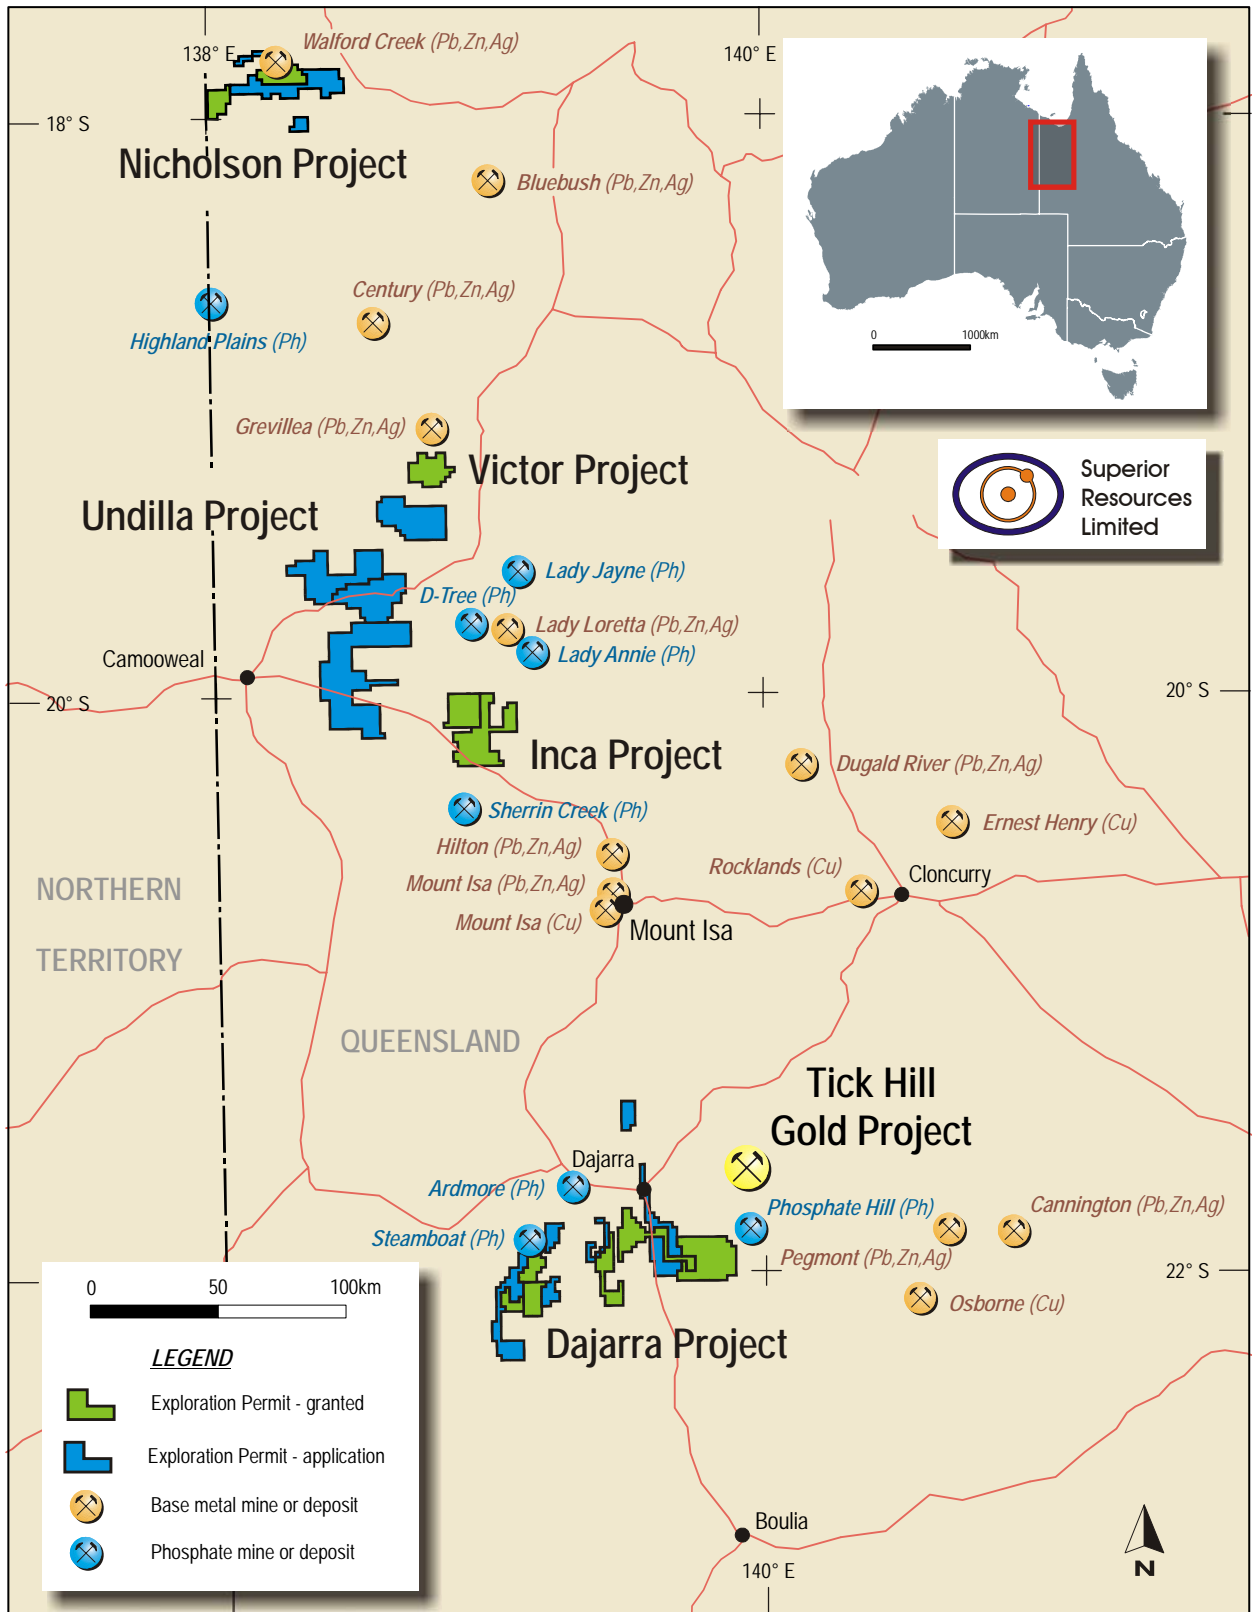 Walford Creek (Pb,Zn,Ag)
138° E
140° E
18° S
Nicholson Project
Bluebush (Pb,Zn,Ag)
Century (Pb,Zn,Ag)
Highland Plains (Ph)
0 1000km
Grevillea (Pb,Zn,Ag)
Victor Project
Superior
Resources
Limited
Undilla Project
Lady Jayne (Ph)
D-Tree (Ph)
Lady Loretta (Pb,Zn,Ag)
Lady Annie (Ph)
Camooweal
20° S
20° S
Inca Project
Dugald River (Pb,Zn,Ag)
Sherrin Creek (Ph)
Ernest Henry (Cu)
Hilton (Pb,Zn,Ag)
Rocklands (Cu)
Cloncurry
Mount Isa (Pb,Zn,Ag)
Mount Isa (Cu)
Mount Isa
NORTHERN
TERRITORY
QUEENSLAND
Tick Hill
Gold Project
Dajarra
Ardmore (Ph)
Phosphate Hill (Ph)
Cannington (Pb,Zn,Ag)
Steamboat (Ph)
Pegmont (Pb,Zn,Ag)
22° S
Osborne (Cu)
Dajarra Project
0 50 100km
LEGEND
Exploration Permit - granted
Exploration Permit - application
Base metal mine or deposit
Phosphate mine or deposit
Boulia
140° E
N